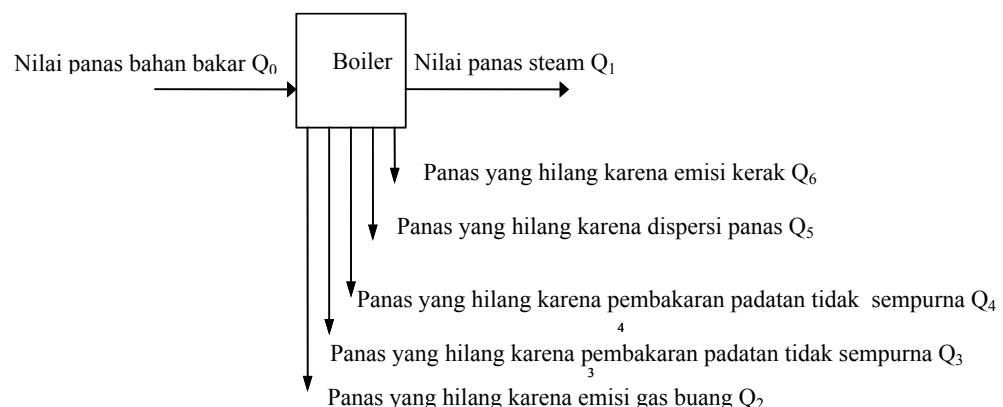 Nilai panas bahan bakar Q₀
Boiler
Nilai panas steam Q₁
Panas yang hilang karena emisi kerak Q₆
Panas yang hilang karena dispersi panas Q₅
Panas yang hilang karena pembakaran padatan tidak sempurna Q₄
4
Panas yang hilang karena pembakaran padatan tidak sempurna Q₃
3
Panas yang hilang karena emisi gas buang Q₂